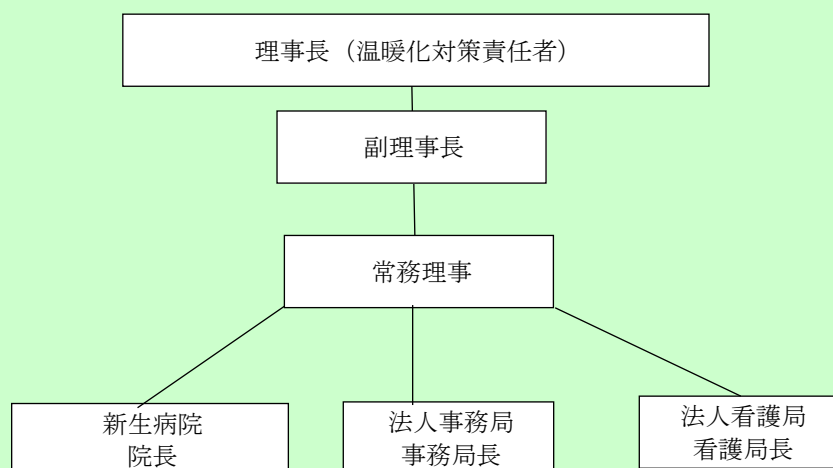 理事長（温暖化対策責任者）
副理事長
常務理事
新生病院
院長
法人事務局
事務局長
法人看護局
看護局長